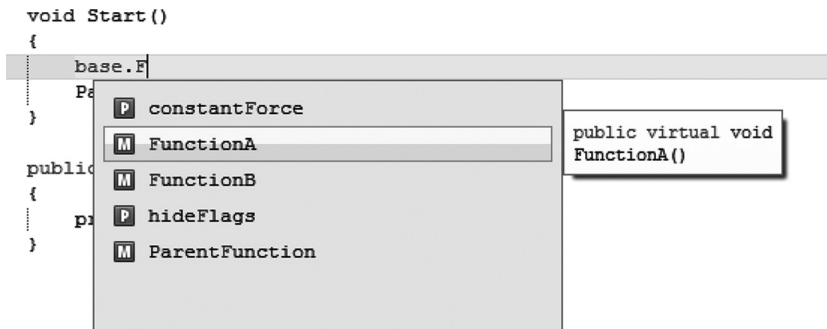 void Start()
{
base.F
Pa
}
public
{
pr
}
P constantForce
M FunctionA
M FunctionB
P hideFlags
M ParentFunction
public virtual void
FunctionA()